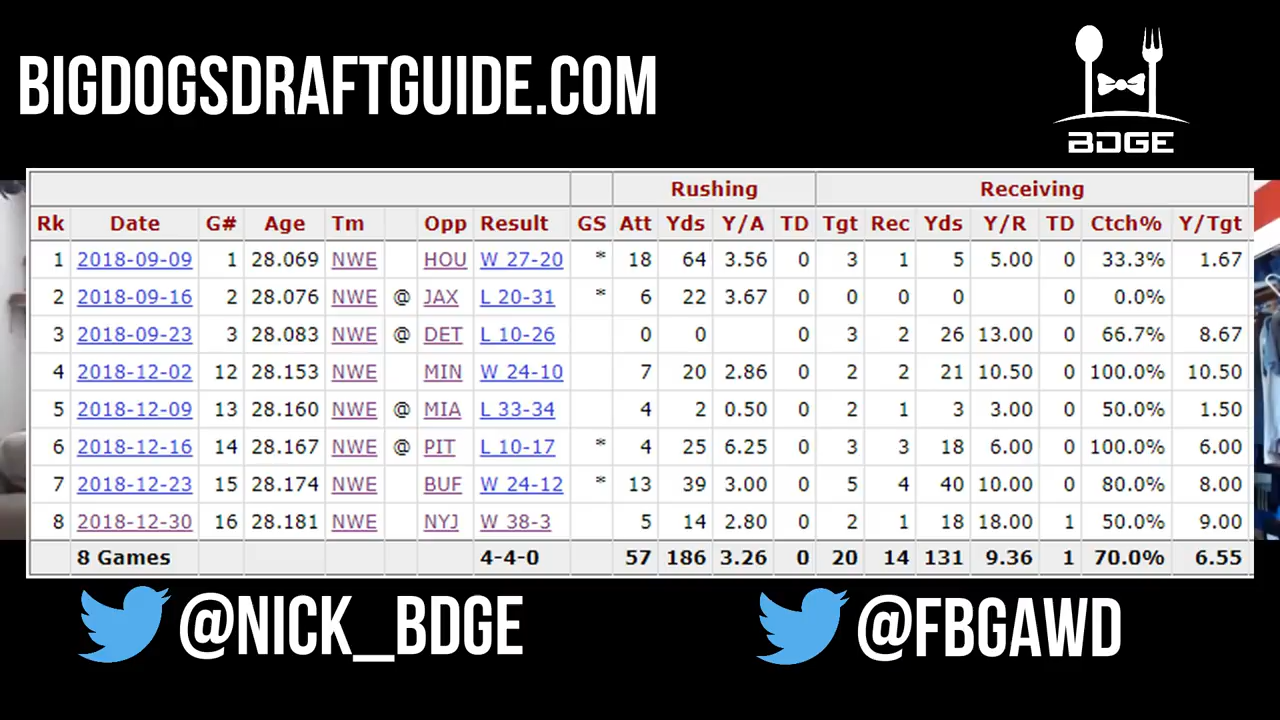 BIGDOGSDRAFTGUIDE.COM
BDGE
Rushing Receiving
Rk Date G# Age Tm Opp Result GS Att Yds Y/A TD Tgt Rec Yds Y/R TD Ctch% Y/Tgt
1 2018-09-09 1 28.069 NWE HOU W 27-20 * 18 64 3.56 0 3 1 5 5.00 0 33.3% 1.67
2 2018-09-16 2 28.076 NWE @ JAX L 20-31 * 6 22 3.67 0 0 0 0 0 0.0%
3 2018-09-23 3 28.083 NWE @ DET L 10-26 0 0 0 3 2 26 13.00 0 66.7% 8.67
4 2018-12-02 12 28.153 NWE MIN W 24-10 7 20 2.86 0 2 2 21 10.50 0 100.0% 10.50
5 2018-12-09 13 28.160 NWE @ MIA L 33-34 4 2 0.50 0 2 1 3 3.00 0 50.0% 1.50
6 2018-12-16 14 28.167 NWE @ PIT L 10-17 * 4 25 6.25 0 3 3 18 6.00 0 100.0% 6.00
7 2018-12-23 15 28.174 NWE BUF W 24-12 * 13 39 3.00 0 5 4 40 10.00 0 80.0% 8.00
8 2018-12-30 16 28.181 NWE NYJ W 38-3 5 14 2.80 0 2 1 18 18.00 1 50.0% 9.00
8 Games 4-4-0 57 186 3.26 0 20 14 131 9.36 1 70.0% 6.55
@NICK_BDGE @FBGAWD